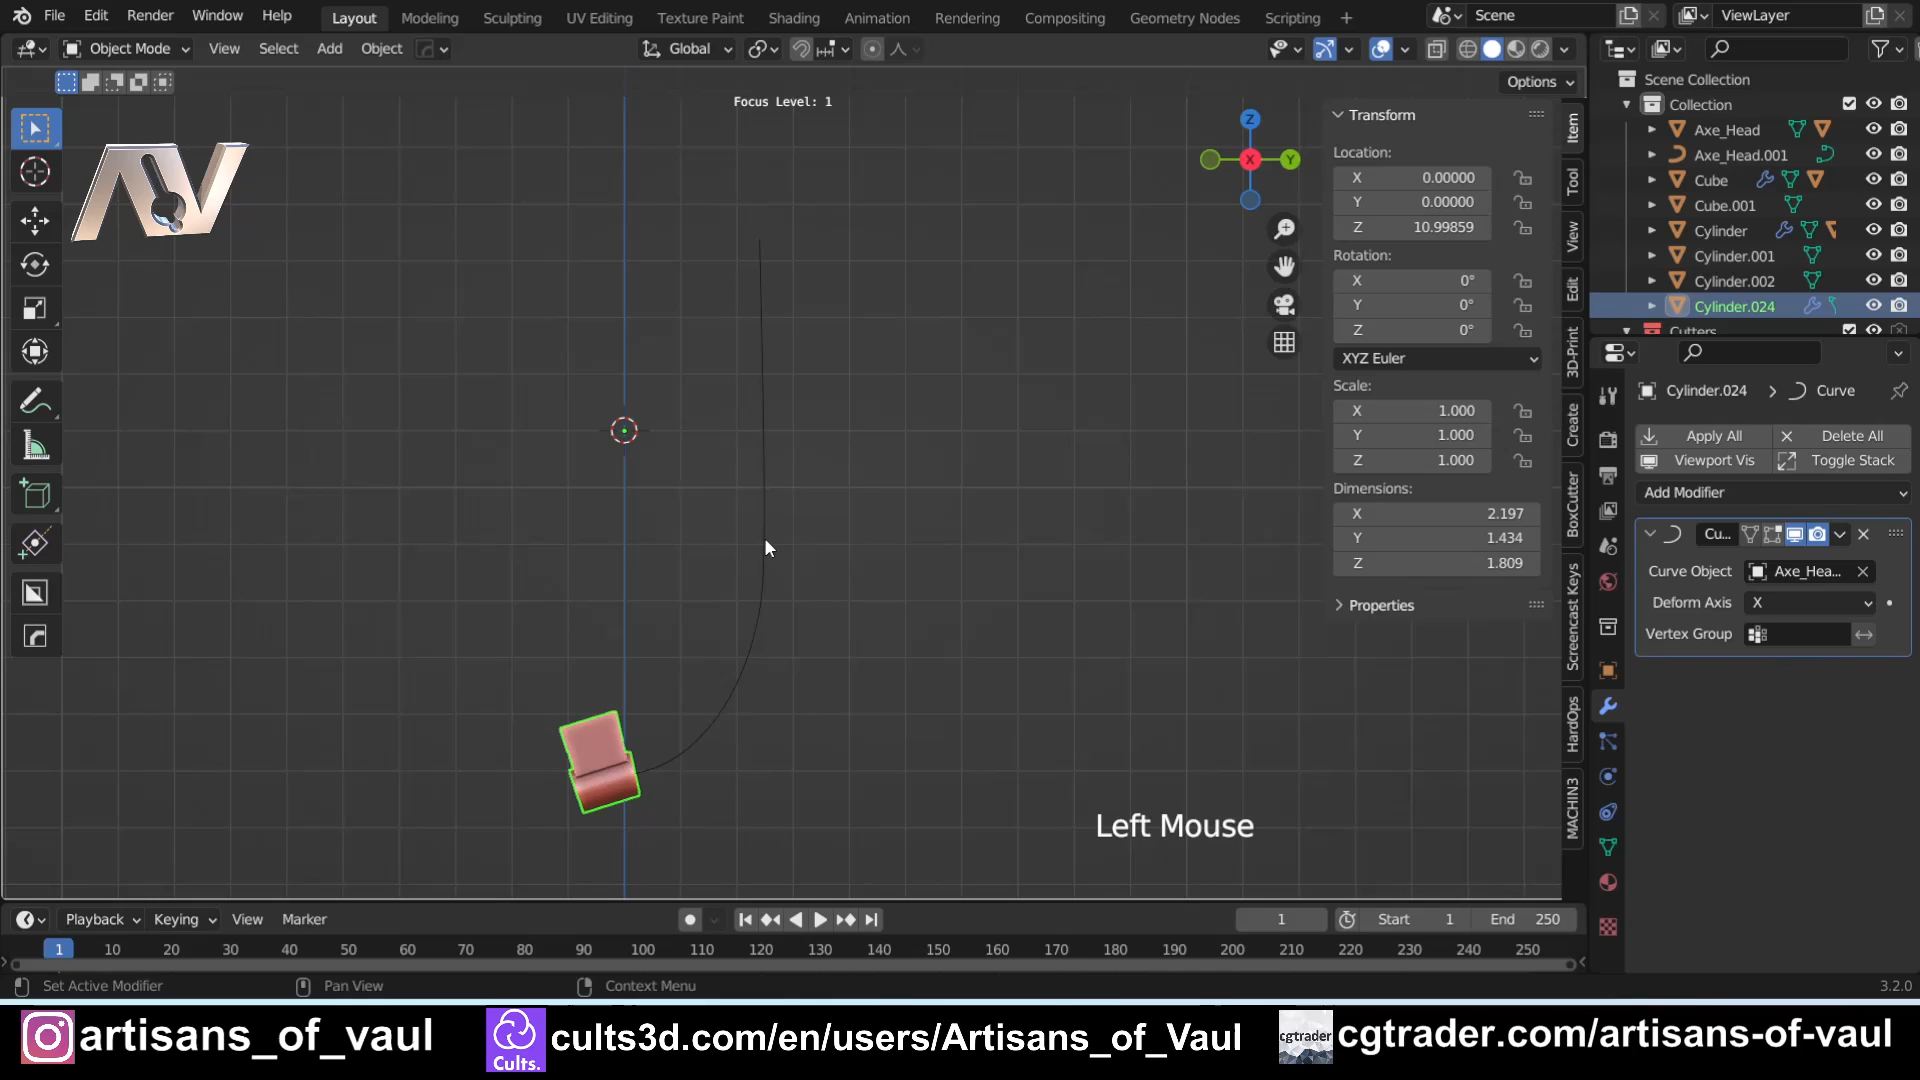 File Edit Render Window Help Layout Modeling Sculpting UV Editing Texture Paint Shading Animation Rendering Compositing Geometry Nodes Scripting + Scene ViewLayer
Object Mode View Select Add Object Global
Options
Focus Level: 1
Z
X Y
AV
Transform
Location:
X 0.00000
Y 0.00000
Z 10.99859
Rotation:
X 0°
Y 0°
Z 0°
XYZ Euler
Scale:
X 1.000
Y 1.000
Z 1.000
Dimensions:
X 2.197
Y 1.434
Z 1.809
Properties
Item
Tool
View
Edit
3D-Print
Create
BoxCutter
Screencast Keys
HardOps
MACHIN3
Scene Collection
Collection
Axe_Head
Axe_Head.001
Cube
Cube.001
Cylinder
Cylinder.001
Cylinder.002
Cylinder.024
Cutters
Cylinder.024 > Curve
Apply All Delete All
Viewport Vis Toggle Stack
Add Modifier
Cu...
Curve Object Axe_Hea...
Deform Axis X
Vertex Group
Left Mouse
Playback Keying View Marker 1 Start 1 End 250
1 10 20 30 40 50 60 70 80 90 100 110 120 130 140 150 160 170 180 190 200 210 220 230 240 250
Set Active Modifier Pan View Context Menu 3.2.0
artisans_of_vaul Cults. cults3d.com/en/users/Artisans_of_Vaul cgtrader cgtrader.com/artisans-of-vaul